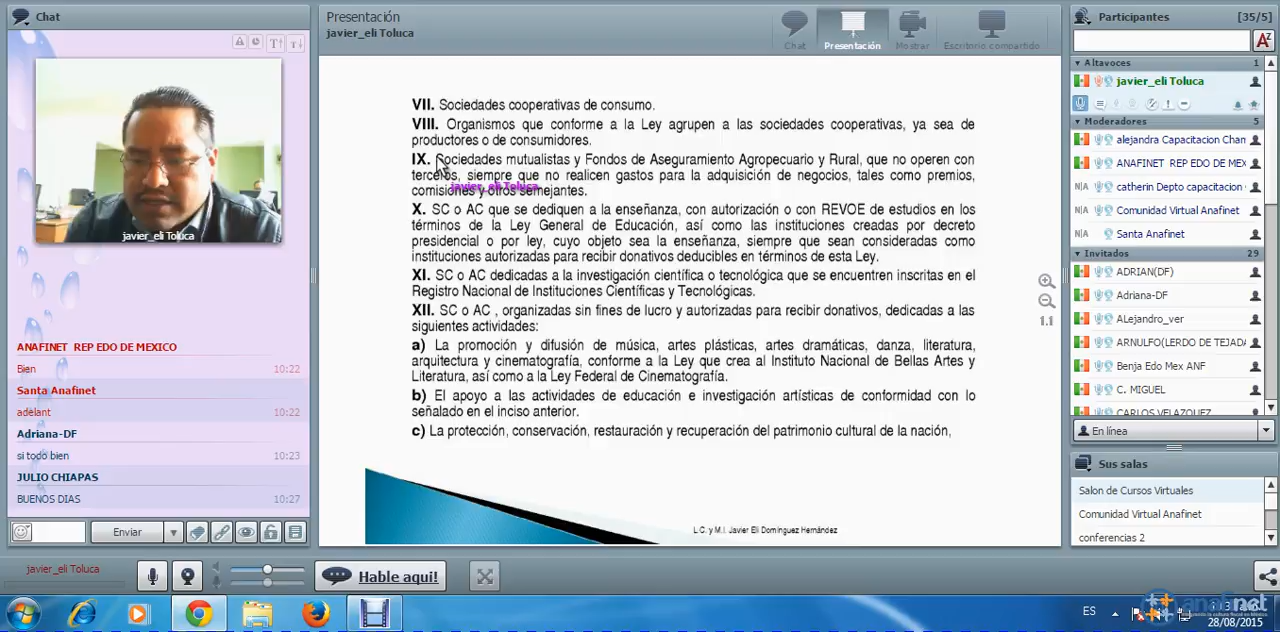 Chat
javier_eli Toluca
ANAFINET REP EDO DE MEXICO
Bien 10:22
Santa Anafinet
adelant 10:22
Adriana-DF
si todo bien 10:23
JULIO CHIAPAS
BUENOS DIAS 10:27
Enviar
Presentación
javier_eli Toluca
Chat
Presentación
Mostrar
Escritorio compartido
VII. Sociedades cooperativas de consumo.
VIII. Organismos que conforme a la Ley agrupen a las sociedades cooperativas, ya sea de
productores o de consumidores.
IX. Sociedades mutualistas y Fondos de Aseguramiento Agropecuario y Rural, que no operen con
terceros, siempre que no realicen gastos para la adquisición de negocios, tales como premios,
javier_eli Toluca
comisiones y otros semejantes.
X. SC o AC que se dediquen a la enseñanza, con autorización o con REVOE de estudios en los
términos de la Ley General de Educación, así como las instituciones creadas por decreto
presidencial o por ley, cuyo objeto sea la enseñanza, siempre que sean consideradas como
instituciones autorizadas para recibir donativos deducibles en términos de esta Ley.
XI. SC o AC dedicadas a la investigación científica o tecnológica que se encuentren inscritas en el
Registro Nacional de Instituciones Científicas y Tecnológicas.
XII. SC o AC , organizadas sin fines de lucro y autorizadas para recibir donativos, dedicadas a las
siguientes actividades:
a) La promoción y difusión de música, artes plásticas, artes dramáticas, danza, literatura,
arquitectura y cinematografía, conforme a la Ley que crea al Instituto Nacional de Bellas Artes y
Literatura, así como a la Ley Federal de Cinematografía.
b) El apoyo a las actividades de educación e investigación artísticas de conformidad con lo
señalado en el inciso anterior.
c) La protección, conservación, restauración y recuperación del patrimonio cultural de la nación,
L.C. y M.I. Javier Eli Domínguez Hernández
1.1
Participantes [35/5]
Altavoces 1
javier_eli Toluca
Moderadores 5
alejandra Capacitacion Cham
ANAFINET REP EDO DE MEX
N/A catherin Depto capacitacion
N/A Comunidad Virtual Anafinet
N/A Santa Anafinet
Invitados 29
ADRIAN(DF)
Adriana-DF
ALejandro_ver
ARNULFO(LERDO DE TEJADA
Benja Edo Mex ANF
C. MIGUEL
CARLOS VELAZQUEZ
En línea
Sus salas
Salon de Cursos Virtuales
Comunidad Virtual Anafinet
conferencias 2
javier_eli Toluca
Hable aqui!
ES
anafinet
28/08/2015